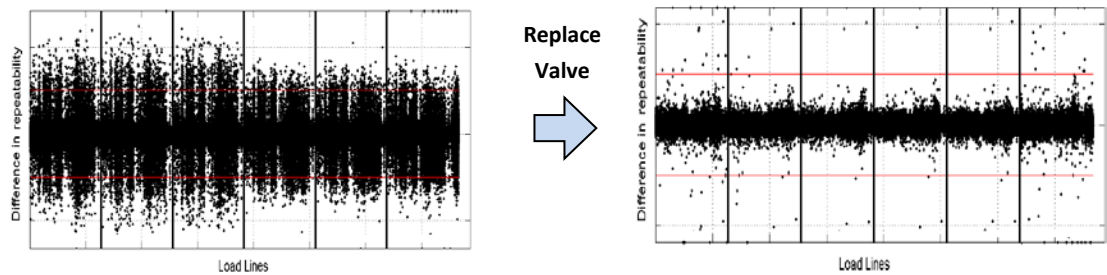 Difference in repeatability
Load Lines
Replace
Valve
Difference in repeatability
Load Lines